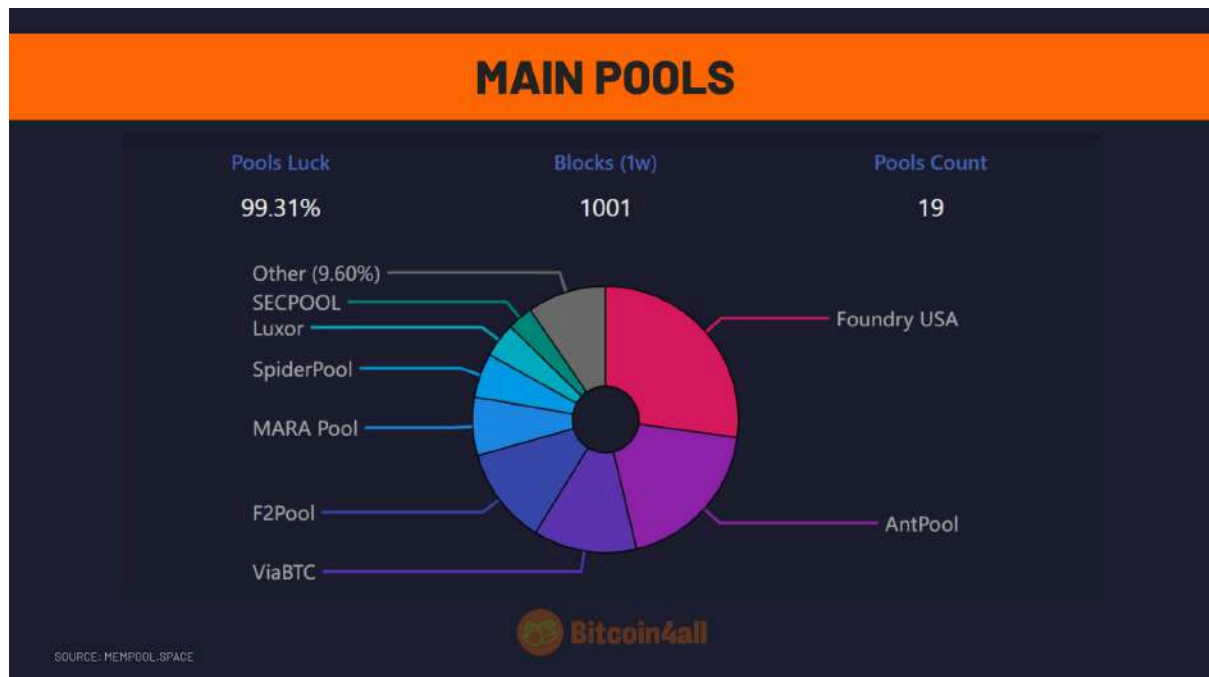 MAIN POOLS
Pools Luck
Blocks (1w)
Pools Count
99.31%
1001
19
Other (9.60%)
SECPOOL
Luxor
SpiderPool
MARA Pool
F2Pool
ViaBTC
Foundry USA
AntPool
Bitcoin4all
SOURCE: MEMPOOL.SPACE